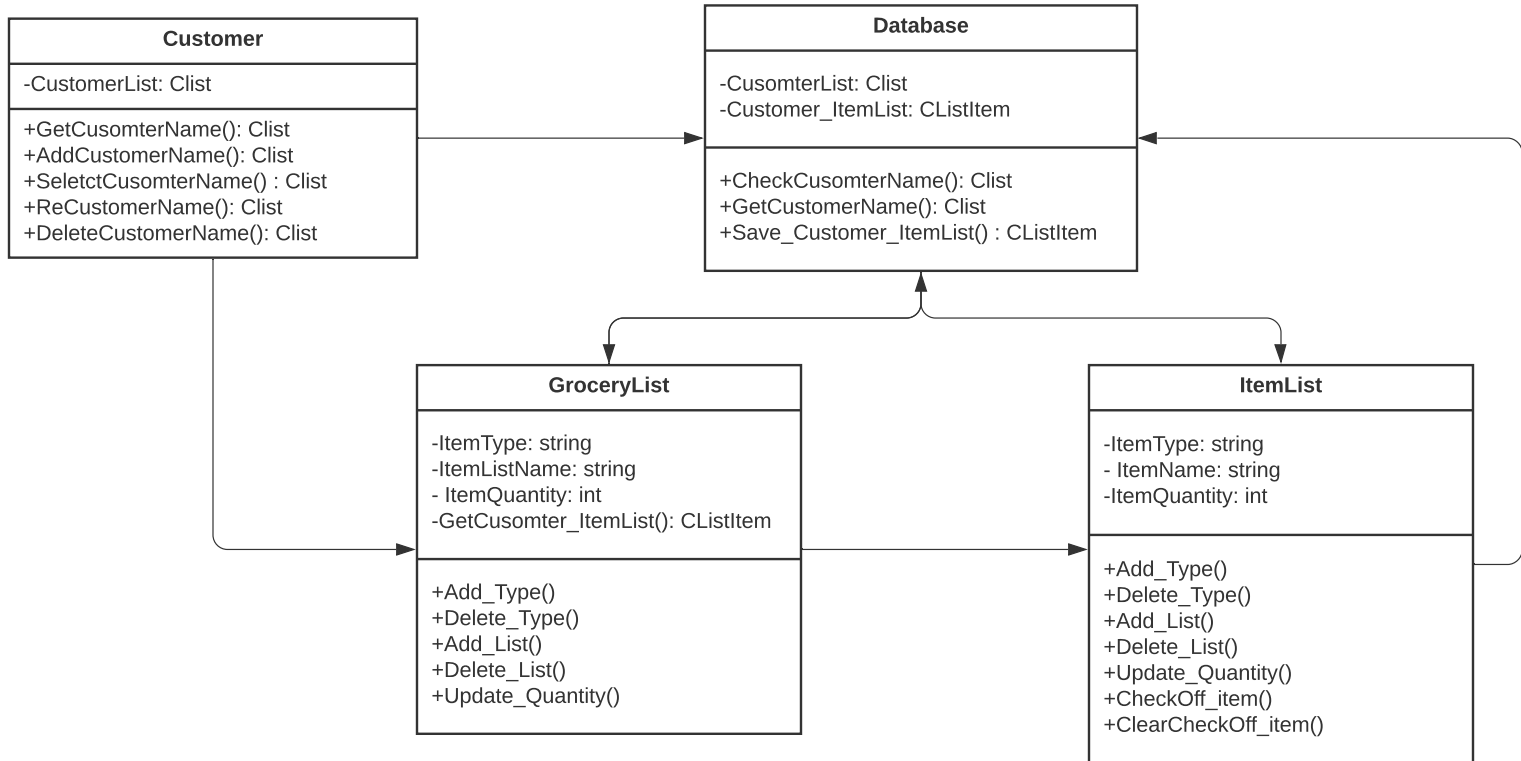 Customer
-CustomerList: Clist
+GetCusomterName(): Clist
+AddCustomerName(): Clist
+SeletctCusomterName() : Clist
+ReCustomerName(): Clist
+DeleteCustomerName(): Clist
Database
-CusomterList: Clist
-Customer_ItemList: CListItem
+CheckCusomterName(): Clist
+GetCustomerName(): Clist
+Save_Customer_ItemList() : CListItem
GroceryList
-ItemType: string
-ItemListName: string
- ItemQuantity: int
-GetCusomter_ItemList(): CListItem
+Add_Type()
+Delete_Type()
+Add_List()
+Delete_List()
+Update_Quantity()
ItemList
-ItemType: string
- ItemName: string
-ItemQuantity: int
+Add_Type()
+Delete_Type()
+Add_List()
+Delete_List()
+Update_Quantity()
+CheckOff_item()
+ClearCheckOff_item()